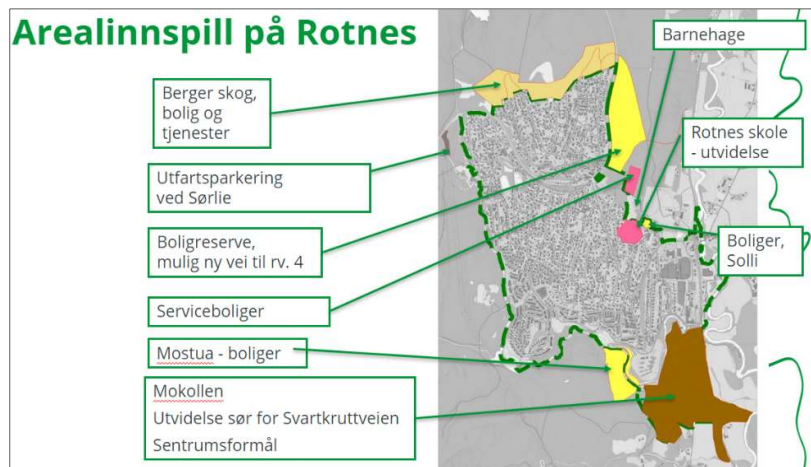 Arealinnspill på Rotnes
Barnehage
Berger skog,
bolig og
tjenester
Rotnes skole
- utvidelse
Utfartsparkering
ved Sørlie
Boligreserve,
mulig ny vei til rv. 4
Boliger,
Solli
Serviceboliger
Mostua - boliger
Mokollen
Utvidelse sør for Svartkruttveien
Sentrumsformål